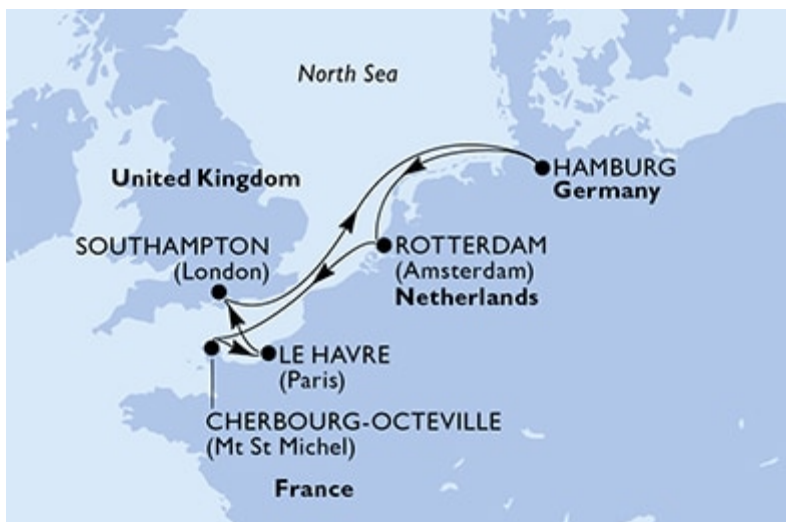 North Sea
United Kingdom
HAMBURG
Germany
SOUTHAMPTON
(London)
ROTTERDAM
(Amsterdam)
Netherlands
LE HAVRE
(Paris)
CHERBOURG-OCTEVILLE
(Mt St Michel)
France